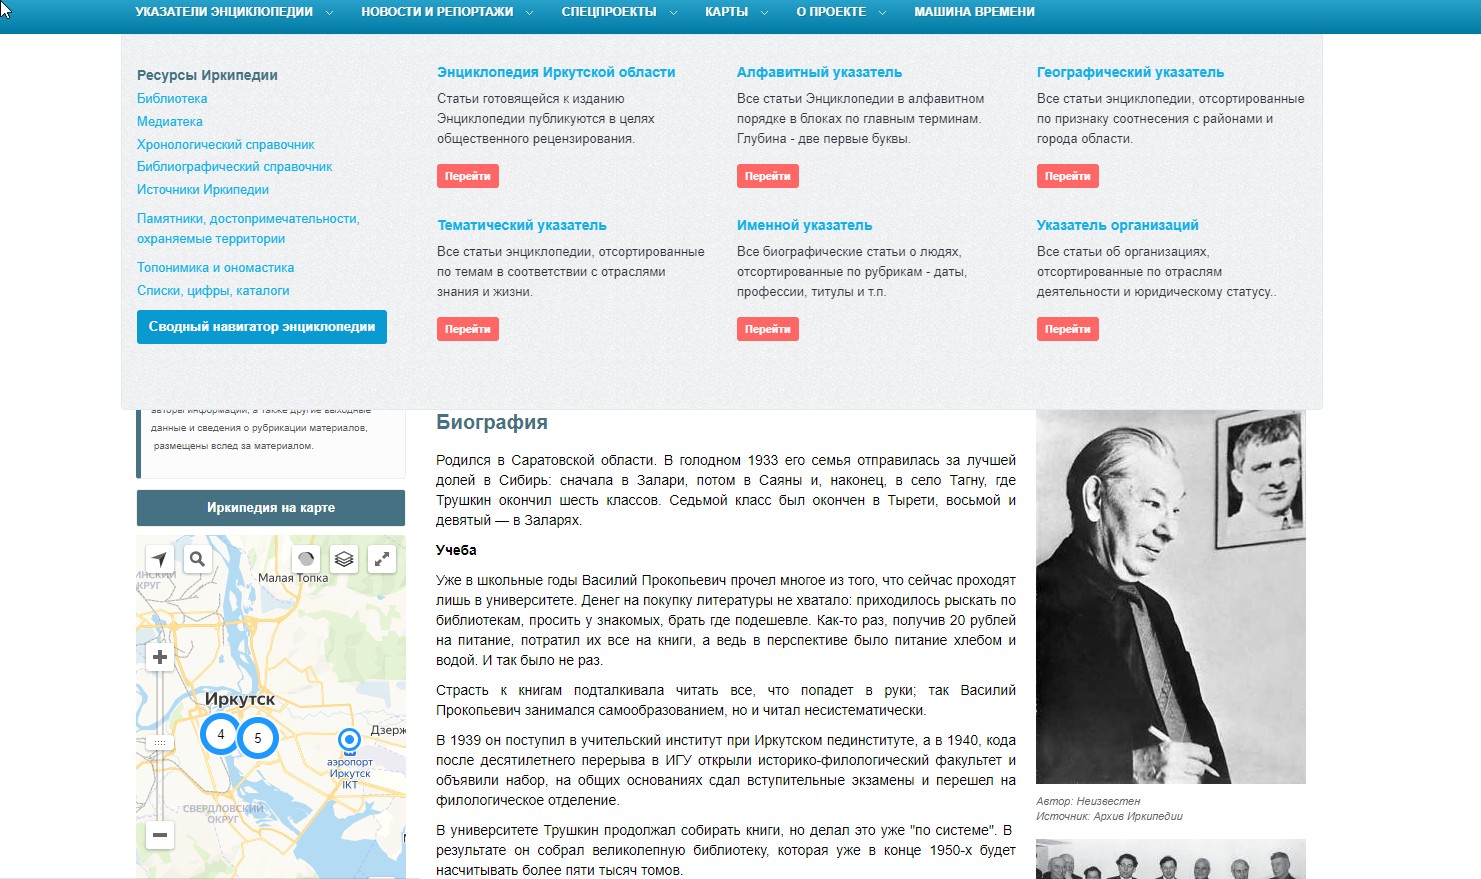 УКАЗАТЕЛИ ЭНЦИКЛОПЕДИИ НОВОСТИ И РЕПОРТАЖИ СПЕЦПРОЕКТЫ КАРТЫ О ПРОЕКТЕ МАШИНА ВРЕМЕНИ
Ресурсы Иркипедии
Библиотека
Медиатека
Хронологический справочник
Библиографический справочник
Источники Иркипедии
Памятники, достопримечательности,
охраняемые территории
Топонимика и ономастика
Списки, цифры, каталоги
Сводный навигатор энциклопедии
Энциклопедия Иркутской области
Статьи готовящейся к изданию
Энциклопедии публикуются в целях
общественного рецензирования.
Перейти
Алфавитный указатель
Все статьи Энциклопедии в алфавитном
порядке в блоках по главным терминам.
Глубина - две первые буквы.
Перейти
Географический указатель
Все статьи энциклопедии, отсортированные
по признаку соотнесения с районами и
города области.
Перейти
Тематический указатель
Все статьи энциклопедии, отсортированные
по темам в соответствии с отраслями
знания и жизни.
Перейти
Именной указатель
Все биографические статьи о людях,
отсортированные по рубрикам - даты,
профессии, титулы и т.п.
Перейти
Указатель организаций
Все статьи об организациях,
отсортированные по отраслям
деятельности и юридическому статусу..
Перейти
авторы информации, а также другие выходные
данные и сведения о рубрикации материалов,
размещены вслед за материалом.
Иркипедия на карте
Малая Топка
ИНСКИЙ
КРУГ
Иркутск
4
5
Дзерж
аэропорт
Иркутск
IKT
СВЕРДЛОВСКИЙ
ОКРУГ
Биография
Родился в Саратовской области. В голодном 1933 его семья отправилась за лучшей
долей в Сибирь: сначала в Залари, потом в Саяны и, наконец, в село Тагну, где
Трушкин окончил шесть классов. Седьмой класс был окончен в Тырети, восьмой и
девятый — в Заларях.
Учеба
Уже в школьные годы Василий Прокопьевич прочел многое из того, что сейчас проходят
лишь в университете. Денег на покупку литературы не хватало: приходилось рыскать по
библиотекам, просить у знакомых, брать где подешевле. Как-то раз, получив 20 рублей
на питание, потратил их все на книги, а ведь в перспективе было питание хлебом и
водой. И так было не раз.
Страсть к книгам подталкивала читать все, что попадет в руки; так Василий
Прокопьевич занимался самообразованием, но и читал несистематически.
В 1939 он поступил в учительский институт при Иркутском пединституте, а в 1940, кода
после десятилетнего перерыва в ИГУ открыли историко-филологический факультет и
объявили набор, на общих основаниях сдал вступительные экзамены и перешел на
филологическое отделение.
В университете Трушкин продолжал собирать книги, но делал это уже "по системе". В
результате он собрал великолепную библиотеку, которая уже в конце 1950-х будет
насчитывать более пяти тысяч томов.
Автор: Неизвестен
Источник: Архив Иркипедии